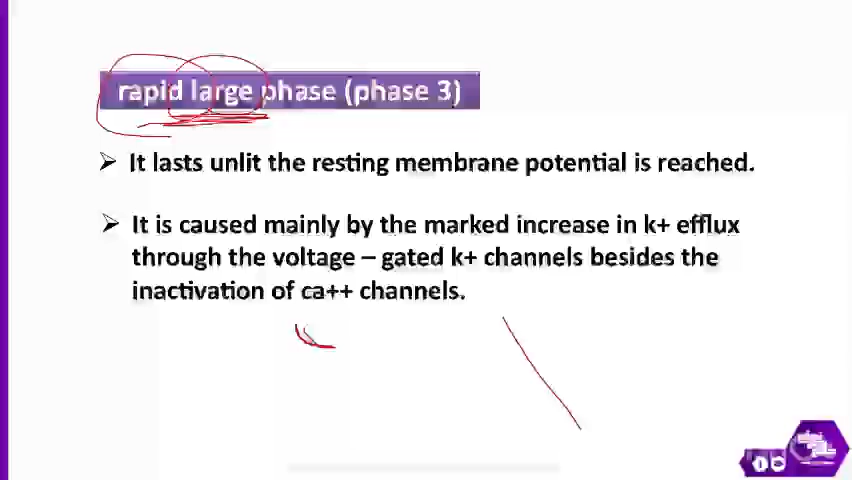 rapid large phase (phase 3)
It lasts unlit the resting membrane potential is reached.
It is caused mainly by the marked increase in k+ efflux
through the voltage – gated k+ channels besides the
inactivation of ca++ channels.